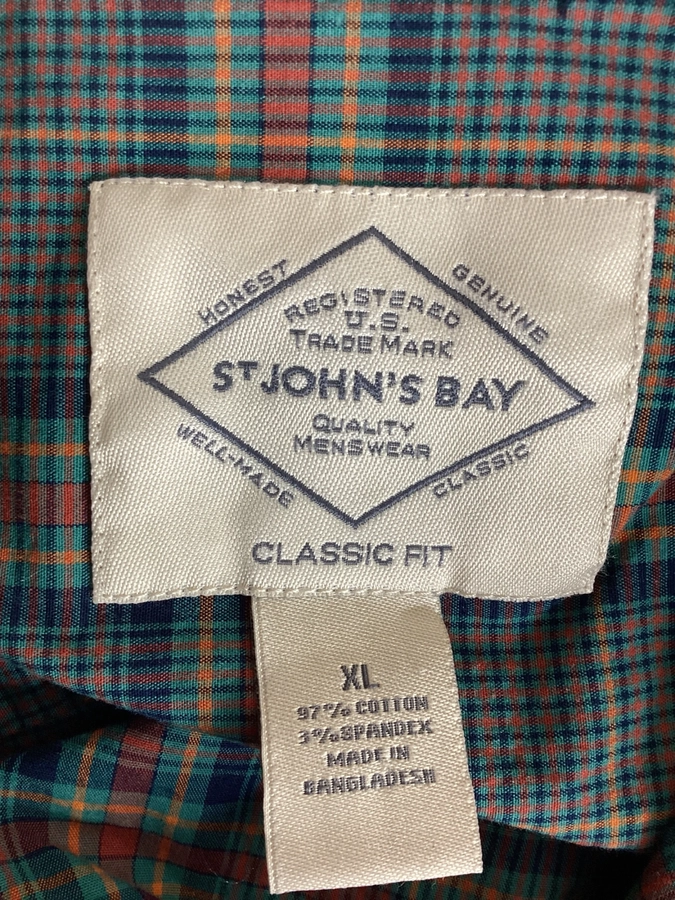 HONEST
GENUINE
REGISTERED
U.S.
TRADE MARK
ST JOHN'S BAY
QUALITY
MENSWEAR
WELL-MADE
CLASSIC
CLASSIC FIT
XL
97% COTTON
3% SPANDEX
MADE IN
BANGLADESH